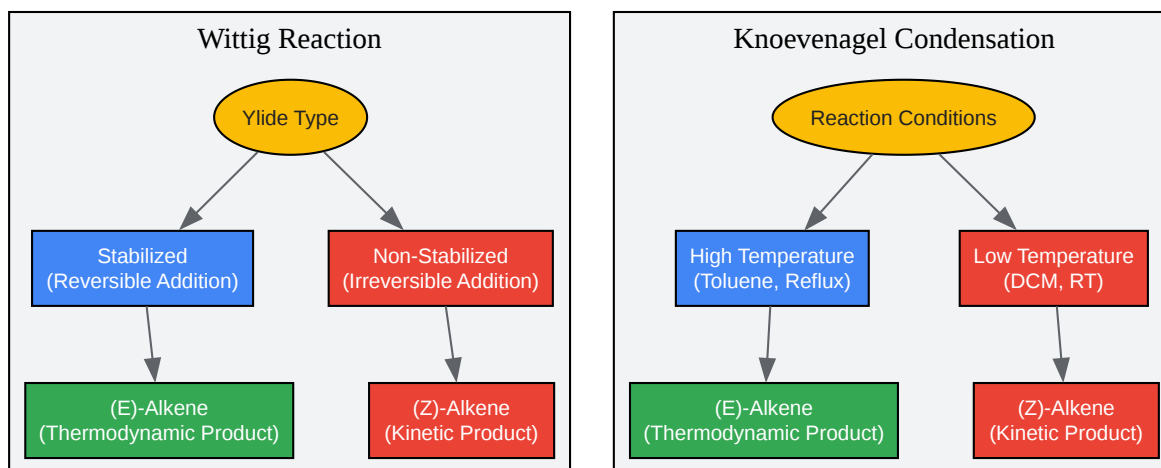 Wittig Reaction
Ylide Type
Stabilized
(Reversible Addition)
Non-Stabilized
(Irreversible Addition)
(E)-Alkene
(Thermodynamic Product)
(Z)-Alkene
(Kinetic Product)
Knoevenagel Condensation
Reaction Conditions
High Temperature
(Toluene, Reflux)
Low Temperature
(DCM, RT)
(E)-Alkene
(Thermodynamic Product)
(Z)-Alkene
(Kinetic Product)